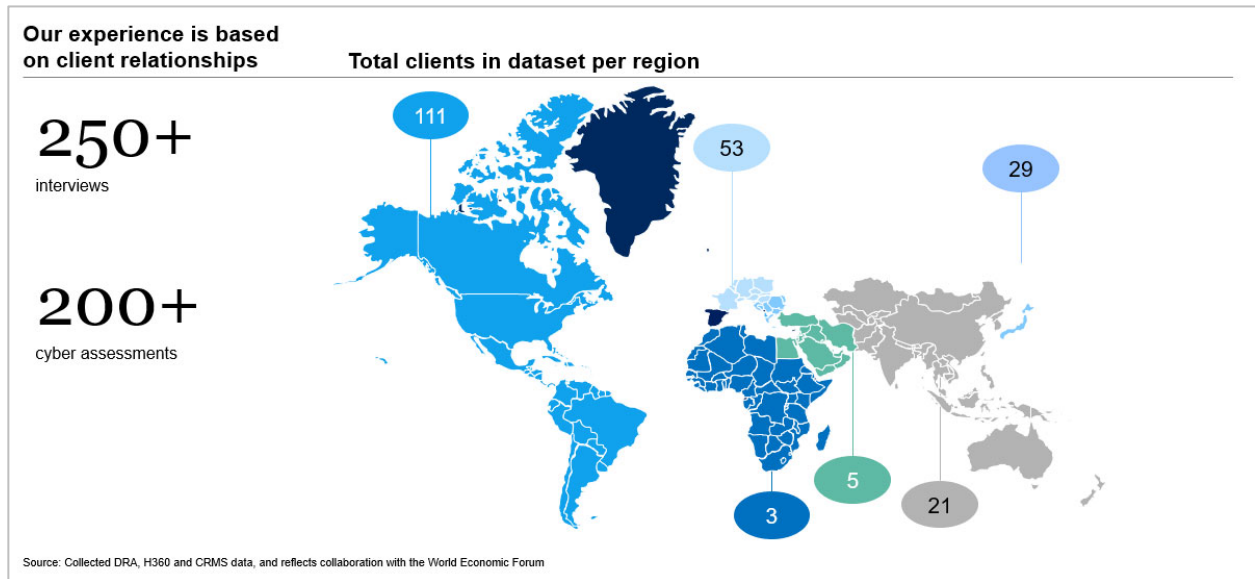 Our experience is based
on client relationships
Total clients in dataset per region
250+
interviews
200+
cyber assessments
111
53
29
3
5
21
Source: Collected DRA, H360 and CRMS data, and reflects collaboration with the World Economic Forum